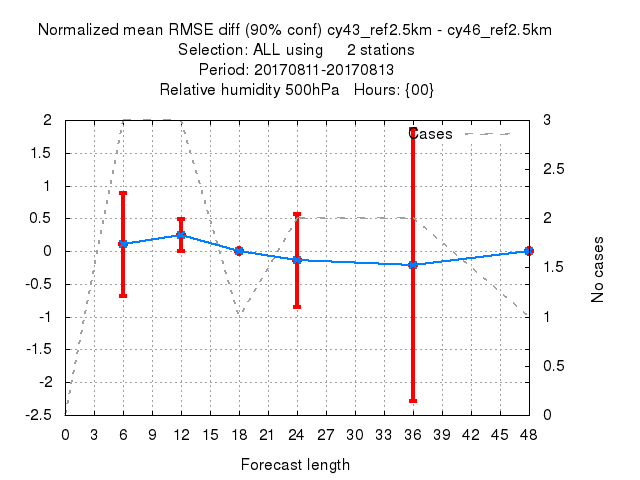 Normalized mean RMSE diff (90% conf) cy43_ref2.5km - cy46_ref2.5km
Selection: ALL using 2 stations
Period: 20170811-20170813
Relative humidity 500hPa Hours: {00}
Cases
2
1.5
1
0.5
0
-0.5
-1
-1.5
-2
-2.5
3
2.5
2
1.5
1
0.5
0
No cases
0 3 6 9 12 15 18 21 24 27 30 33 36 39 42 45 48
Forecast length